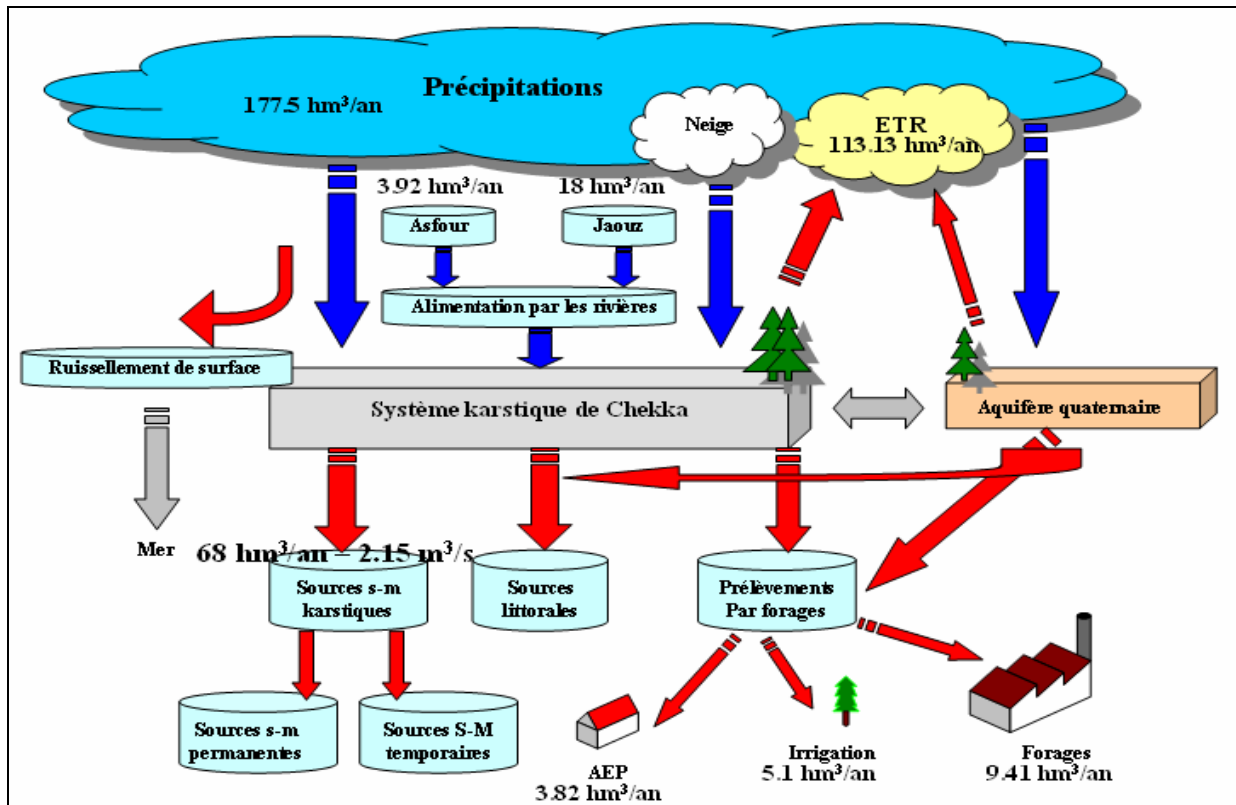 Précipitations
177.5 hm³/an
Neige
ETR
113.13 hm³/an
3.92 hm³/an
18 hm³/an
Asfour
Jaouz
Alimentation par les rivières
Ruissellement de surface
Système karstique de Chekka
Aquifère quaternaire
Mer
68 hm³/an – 2.15 m³/s
Sources s-m
karstiques
Sources
littorales
Prélèvements
Par forages
Sources s-m
permanentes
Sources S-M
temporaires
AEP
3.82 hm³/an
Irrigation
5.1 hm³/an
Forages
9.41 hm³/an